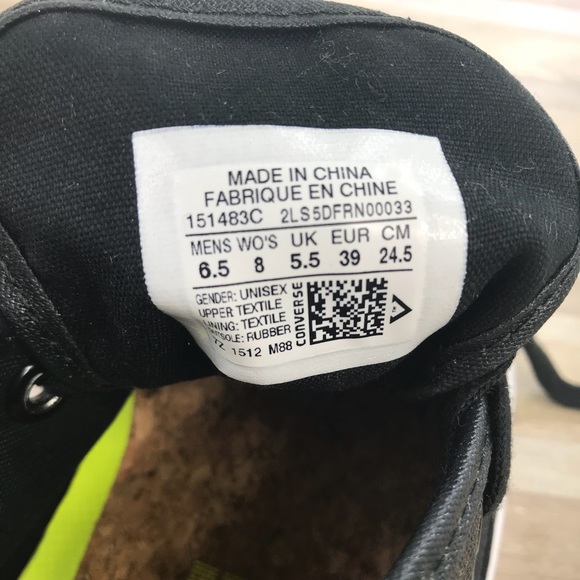 MADE IN CHINA
FABRIQUE EN CHINE
151483C 2LS5DFRN00033
MENS WO'S UK EUR CM
6.5 8 5.5 39 24.5
GENDER: UNISEX
UPPER: TEXTILE
LINING: TEXTILE
OUTSOLE: RUBBER
1512 M88
CONVERSE